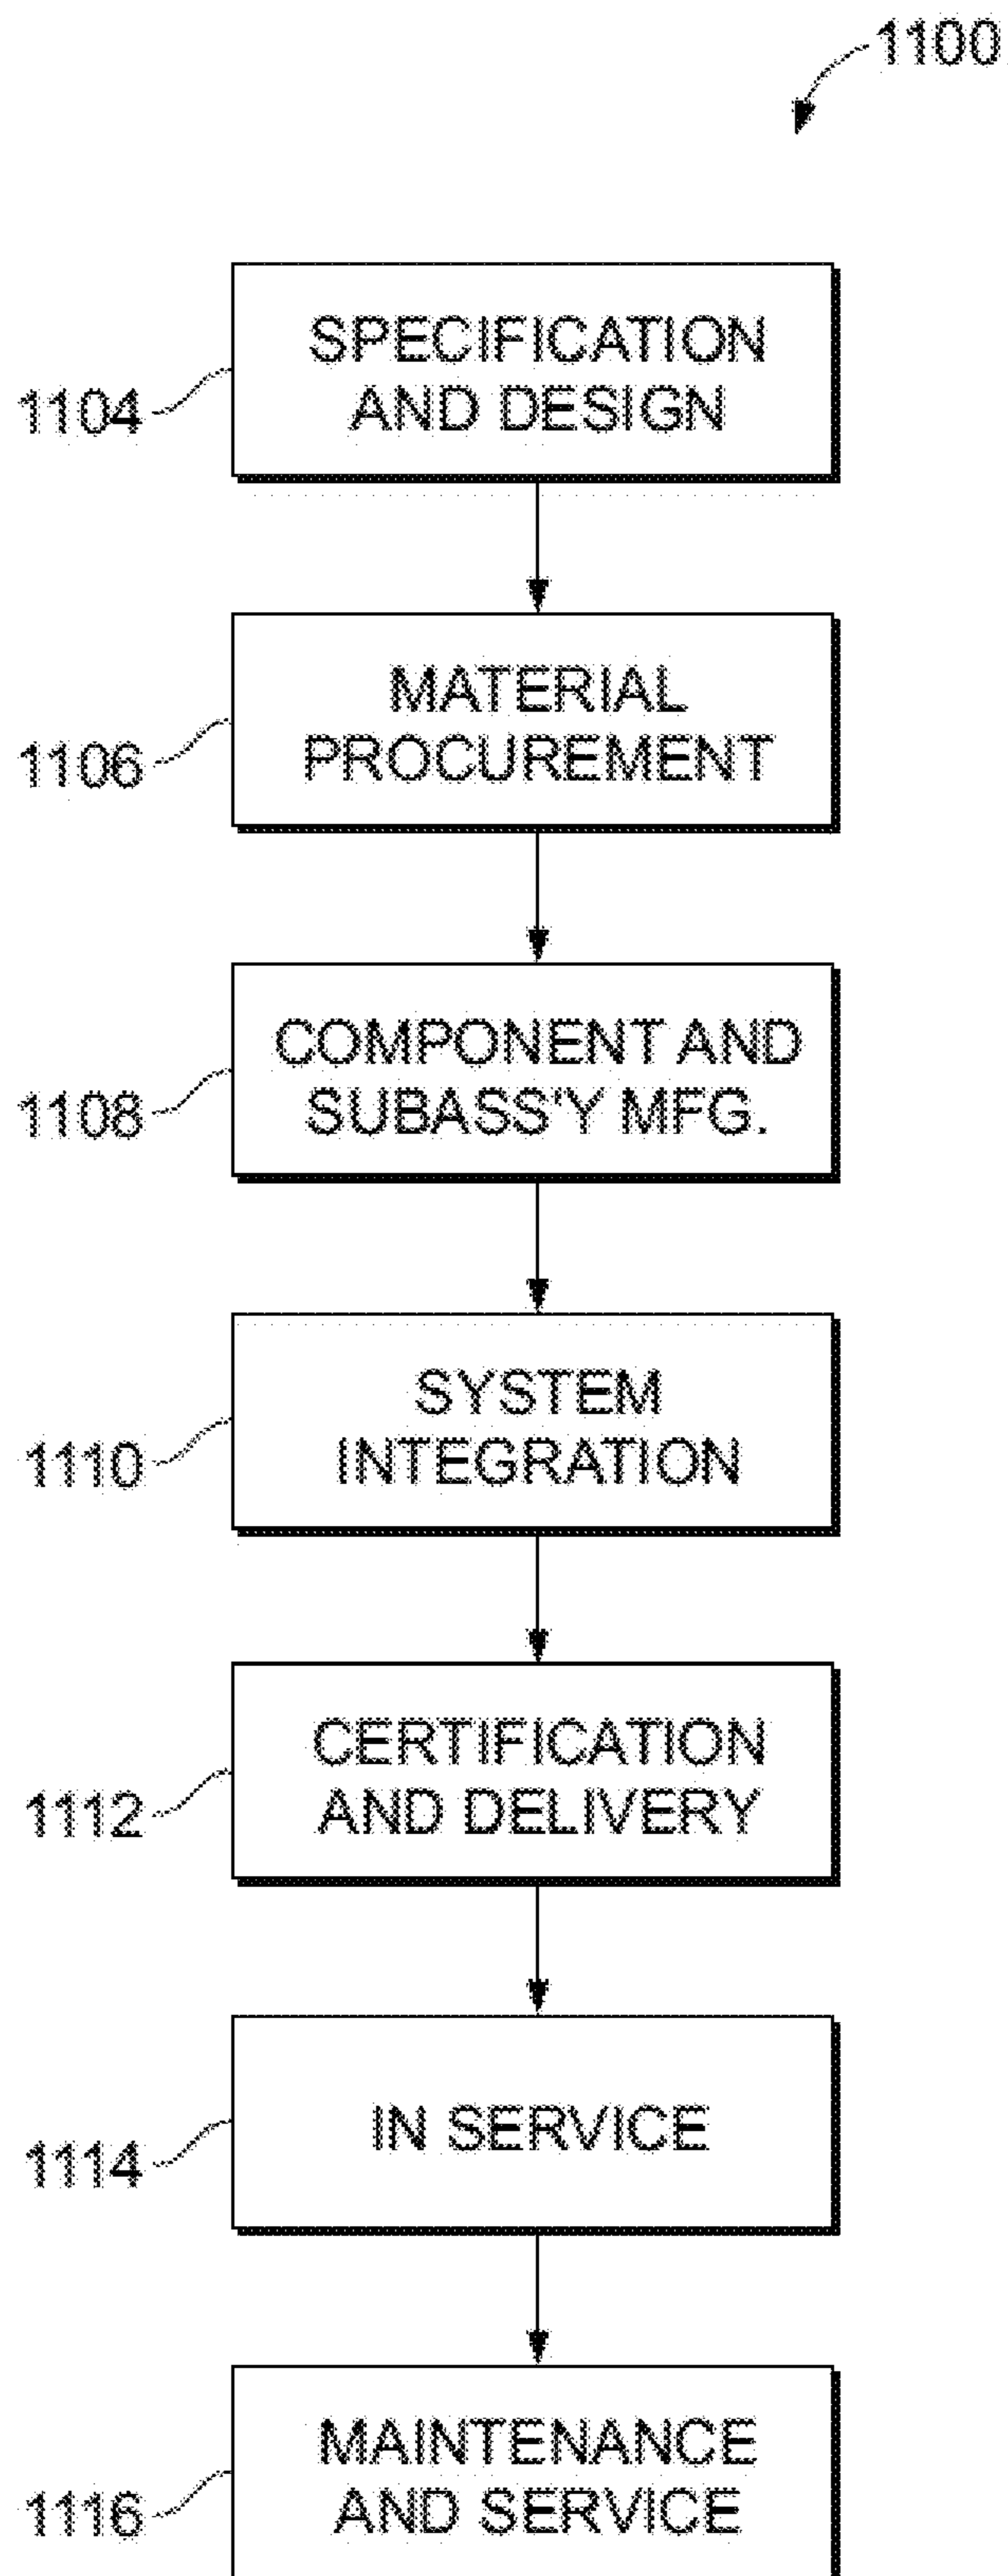 1100
SPECIFICATION
AND DESIGN
1104
MATERIAL
PROCUREMENT
1106
COMPONENT AND
SUBASS'Y MFG.
1108
SYSTEM
INTEGRATION
1110
CERTIFICATION
AND DELIVERY
1112
IN SERVICE
1114
MAINTENANCE
AND SERVICE
1116